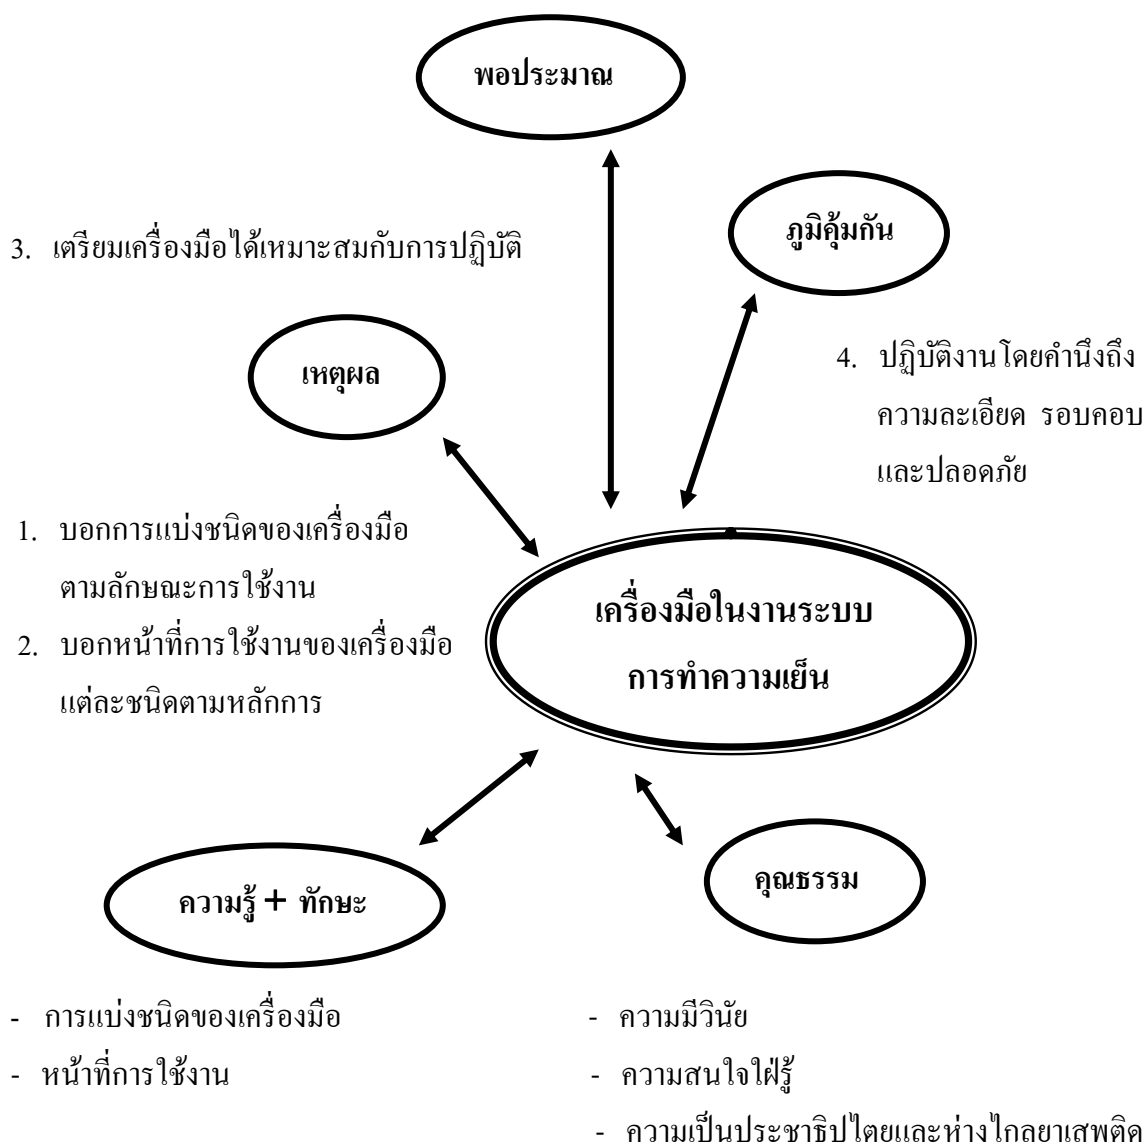 พอประมาณ
ภูมิคุ้มกัน
3. เตรียมเครื่องมือได้เหมาะสมกับการปฏิบัติ
เหตุผล
4. ปฏิบัติงานโดยคำนึงถึง
ความละเอียด รอบคอบ
และปลอดภัย
1. บอกการแบ่งชนิดของเครื่องมือ
ตามลักษณะการใช้งาน
2. บอกหน้าที่การใช้งานของเครื่องมือ
แต่ละชนิดตามหลักการ
เครื่องมือในงานระบบ
การทำความเย็น
ความรู้ + ทักษะ
คุณธรรม
- การแบ่งชนิดของเครื่องมือ
- หน้าที่การใช้งาน
- ความมีวินัย
- ความสนใจใฝ่รู้
- ความเป็นประชาธิปไตยและห่างไกลยาเสพติด